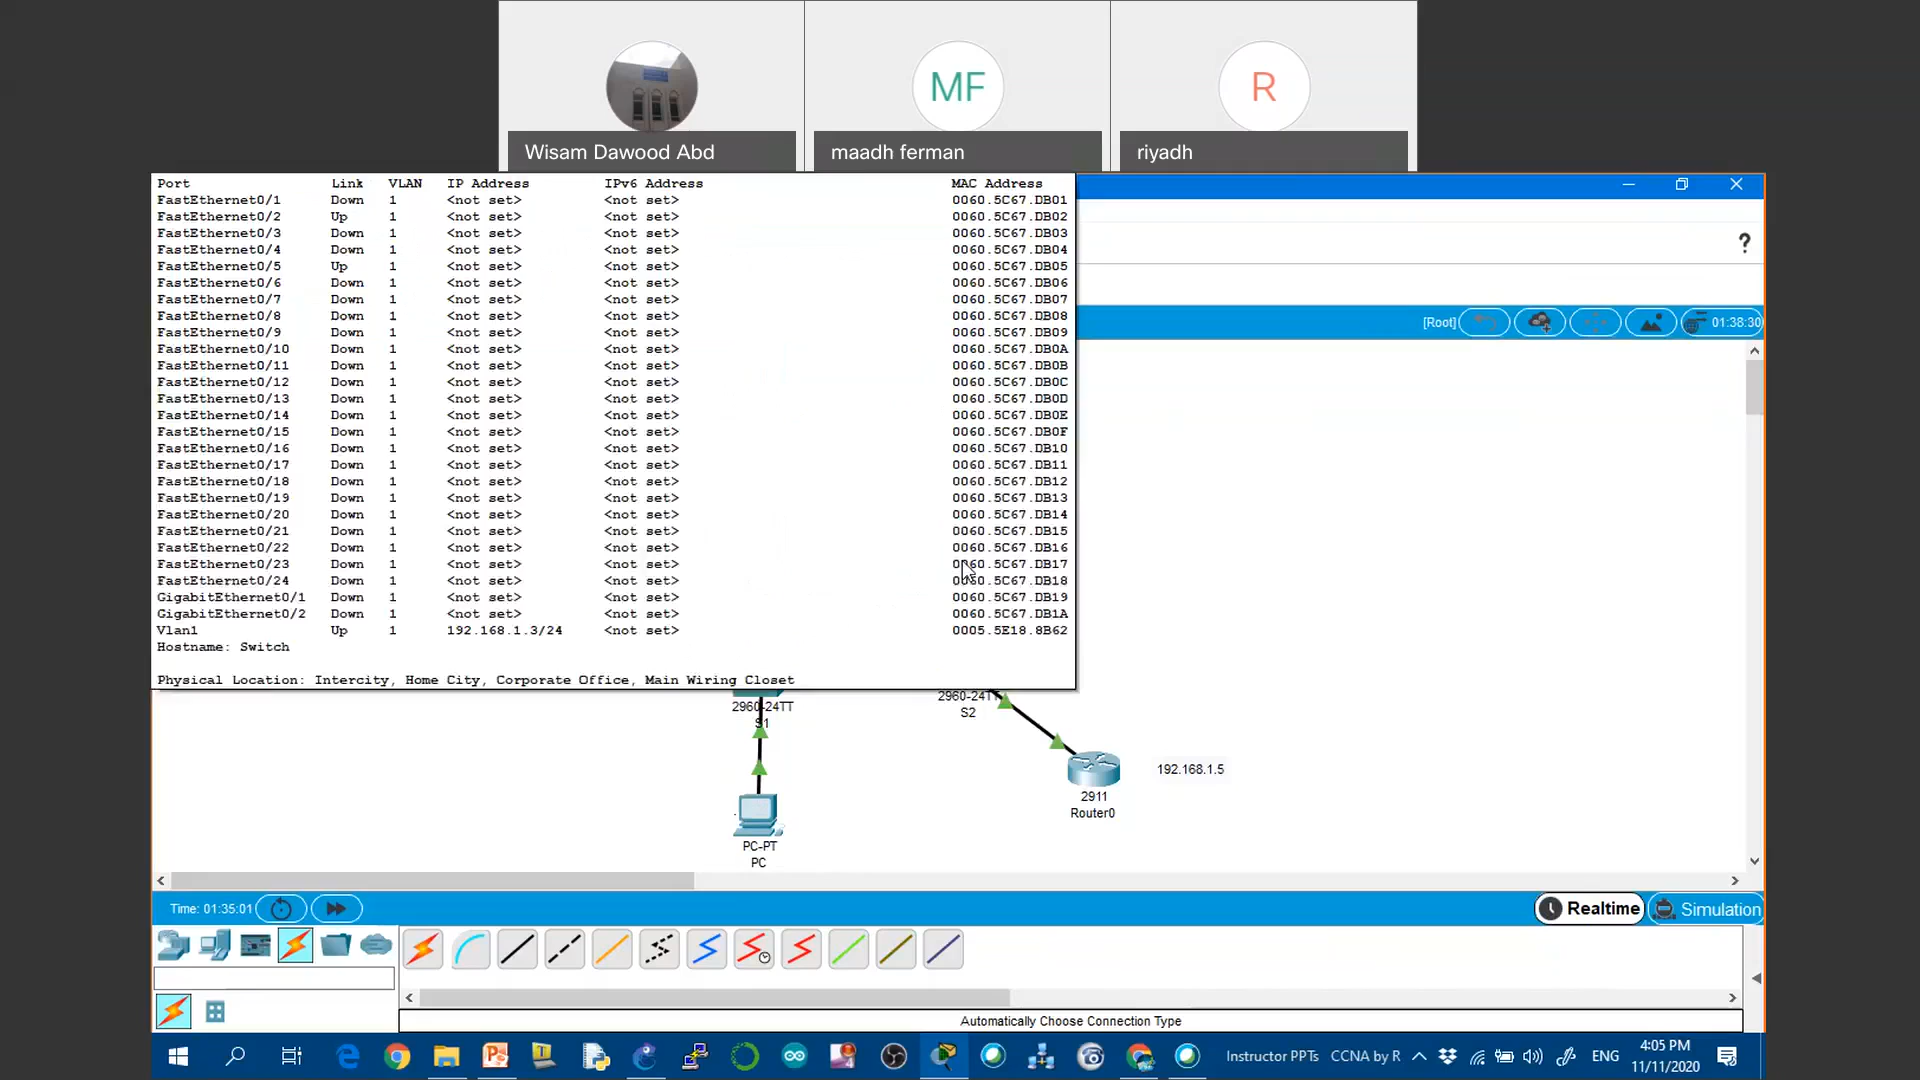 MF
R
Wisam Dawood Abd
maadh ferman
riyadh
Port Link VLAN IP Address IPv6 Address MAC Address
FastEthernet0/1 Down 1 <not set> <not set> 0060.5C67.DB01
FastEthernet0/2 Up 1 <not set> <not set> 0060.5C67.DB02
FastEthernet0/3 Down 1 <not set> <not set> 0060.5C67.DB03
FastEthernet0/4 Down 1 <not set> <not set> 0060.5C67.DB04
FastEthernet0/5 Up 1 <not set> <not set> 0060.5C67.DB05
FastEthernet0/6 Down 1 <not set> <not set> 0060.5C67.DB06
FastEthernet0/7 Down 1 <not set> <not set> 0060.5C67.DB07
FastEthernet0/8 Down 1 <not set> <not set> 0060.5C67.DB08
FastEthernet0/9 Down 1 <not set> <not set> 0060.5C67.DB09
FastEthernet0/10 Down 1 <not set> <not set> 0060.5C67.DB0A
FastEthernet0/11 Down 1 <not set> <not set> 0060.5C67.DB0B
FastEthernet0/12 Down 1 <not set> <not set> 0060.5C67.DB0C
FastEthernet0/13 Down 1 <not set> <not set> 0060.5C67.DB0D
FastEthernet0/14 Down 1 <not set> <not set> 0060.5C67.DB0E
FastEthernet0/15 Down 1 <not set> <not set> 0060.5C67.DB0F
FastEthernet0/16 Down 1 <not set> <not set> 0060.5C67.DB10
FastEthernet0/17 Down 1 <not set> <not set> 0060.5C67.DB11
FastEthernet0/18 Down 1 <not set> <not set> 0060.5C67.DB12
FastEthernet0/19 Down 1 <not set> <not set> 0060.5C67.DB13
FastEthernet0/20 Down 1 <not set> <not set> 0060.5C67.DB14
FastEthernet0/21 Down 1 <not set> <not set> 0060.5C67.DB15
FastEthernet0/22 Down 1 <not set> <not set> 0060.5C67.DB16
FastEthernet0/23 Down 1 <not set> <not set> 0060.5C67.DB17
FastEthernet0/24 Down 1 <not set> <not set> 0060.5C67.DB18
GigabitEthernet0/1 Down 1 <not set> <not set> 0060.5C67.DB19
GigabitEthernet0/2 Down 1 <not set> <not set> 0060.5C67.DB1A
Vlan1 Up 1 192.168.1.3/24 <not set> 0005.5E18.8B62
Hostname: Switch
Physical Location: Intercity, Home City, Corporate Office, Main Wiring Closet
?
[Root] 01:38:30
2960-24TT
S1
2960-24TT
S2
192.168.1.5
2911
Router0
PC-PT
PC
Time: 01:35:01
Realtime
Simulation
Automatically Choose Connection Type
Instructor PPTs CCNA by R ENG
4:05 PM
11/11/2020